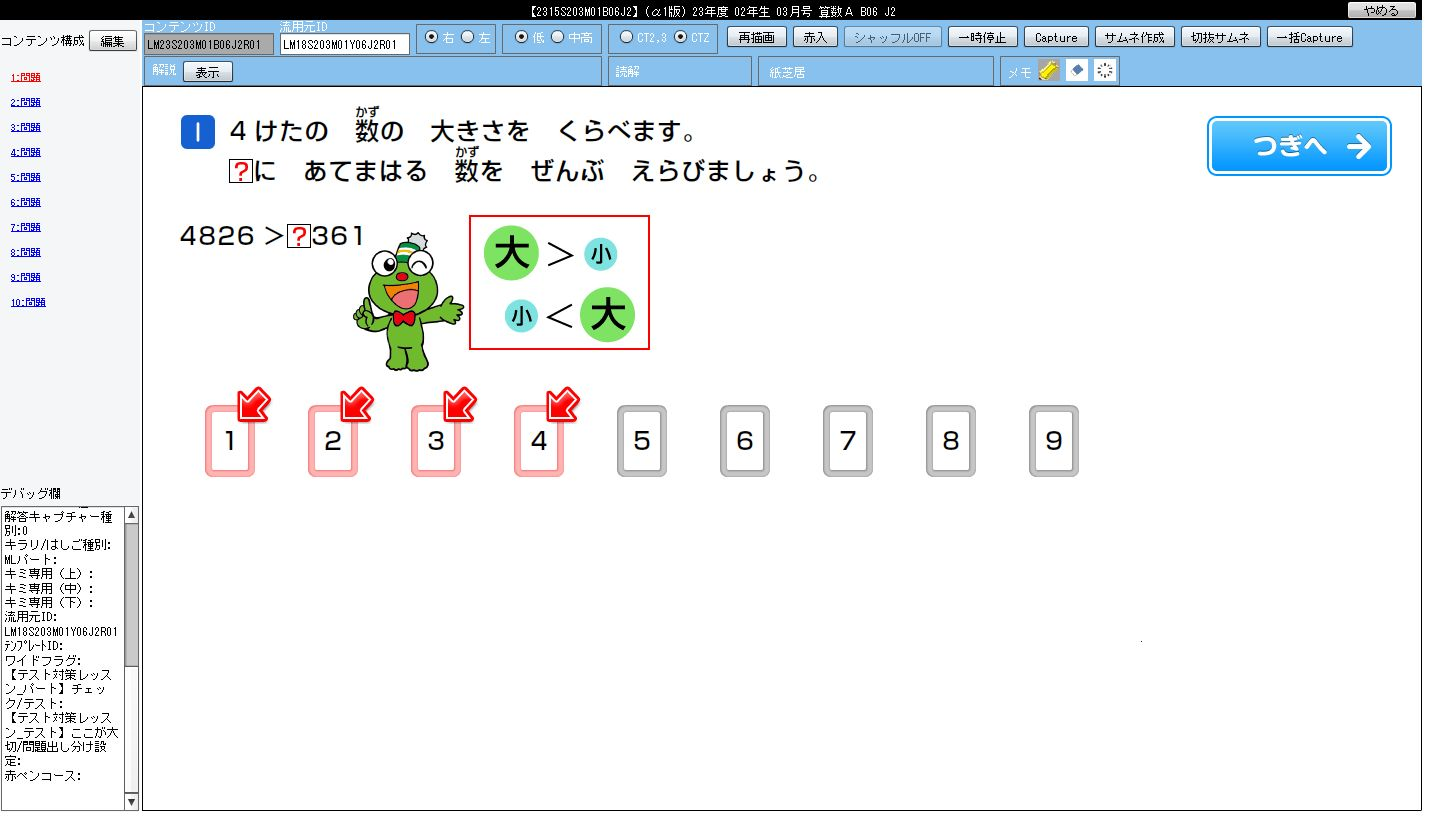 【2315S203M01B06J2】(α1版) 23年度 02年生 03月号 算数A B06 J2
やめる
コンテンツ構成
編集
コンテンツID
流用元ID
LM23S203M01B06J2R01
LM18S203M01Y06J2R01
右 左
低 中高
CT2,3 CTZ
再描画
赤入
シャッフルOFF
一時停止
Capture
サムネ作成
切抜サムネ
一括Capture
解説
表示
読解
紙芝居
メモ
1:問題
2:問題
3:問題
4:問題
5:問題
6:問題
7:問題
8:問題
9:問題
10:問題
1
かず
4けたの 数の 大きさを くらべます。
かず
?に あてまはる 数を ぜんぶ えらびましょう。
つぎへ
4826 > ?361
大 > 小
小 < 大
1 2 3 4 5 6 7 8 9
デバッグ欄
解答キャプチャー種
別:0
キラリ/はしご種別:
MLパート:
キミ専用(上):
キミ専用(中):
キミ専用(下):
流用元ID:
LM18S203M01Y06J2R01
テンプレートID:
ワイドフラグ:
【テスト対策レッス
ン_パート】チェッ
ク/テスト:
【テスト対策レッス
ン_テスト】ここが大
切/問題出し分け設
定:
赤ペンコース: